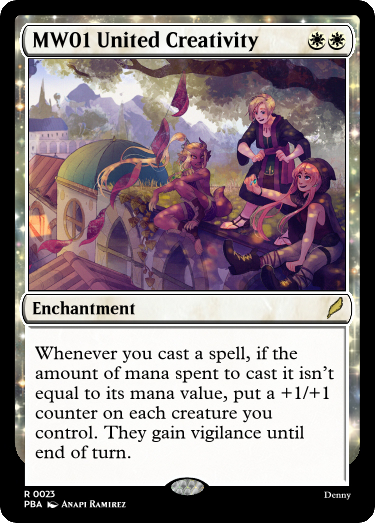 MW01 United Creativity
Enchantment
Whenever you cast a spell, if the
amount of mana spent to cast it isn't
equal to its mana value, put a +1/+1
counter on each creature you
control. They gain vigilance until
end of turn.
R 0023
PBA Anapi Ramirez
Denny